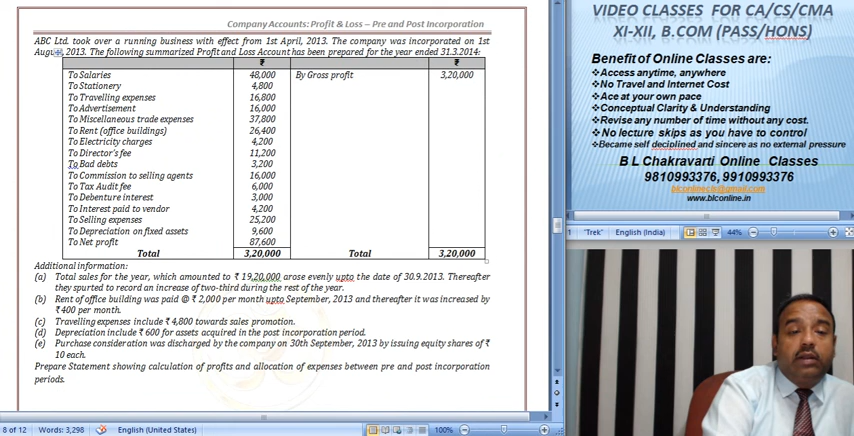 Company Accounts: Profit & Loss – Pre and Post Incorporation
ABC Ltd. took over a running business with effect from 1st April, 2013. The company was incorporated on 1st
August, 2013. The following summarized Profit and Loss Account has been prepared for the year ended 31.3.2014:
₹ ₹
To Salaries 48,000 By Gross profit 3,20,000
To Stationery 4,800
To Travelling expenses 16,800
To Advertisement 16,000
To Miscellaneous trade expenses 37,800
To Rent (office buildings) 26,400
To Electricity charges 4,200
To Director's fee 11,200
To Bad debts 3,200
To Commission to selling agents 16,000
To Tax Audit fee 6,000
To Debenture interest 3,000
To Interest paid to vendor 4,200
To Selling expenses 25,200
To Depreciation on fixed assets 9,600
To Net profit 87,600
Total 3,20,000 Total 3,20,000
Additional information:
(a) Total sales for the year, which amounted to ₹ 19,20,000 arose evenly upto the date of 30.9.2013. Thereafter
they spurted to record an increase of two-third during the rest of the year.
(b) Rent of office building was paid @ ₹ 2,000 per month upto September, 2013 and thereafter it was increased by
₹ 400 per month.
(c) Travelling expenses include ₹ 4,800 towards sales promotion.
(d) Depreciation include ₹ 600 for assets acquired in the post incorporation period.
(e) Purchase consideration was discharged by the company on 30th September, 2013 by issuing equity shares of ₹
10 each.
Prepare Statement showing calculation of profits and allocation of expenses between pre and post incorporation
periods.
8 of 12 Words: 3,298 English (United States) 100%
VIDEO CLASSES FOR CA/CS/CMA
XI-XII, B.COM (PASS/HONS)
Benefit of Online Classes are:
❖Access anytime, anywhere
❖No Travel and Internet Cost
❖Ace at your own pace
❖Conceptual Clarity & Understanding
❖Revise any number of time without any cost.
❖No lecture skips as you have to control
❖Became self deciplined and sincere as no external pressure
B L Chakravarti Online Classes
9810993376, 9910993376
blconlinecls@gmail.com
www.blconline.in
1 "Trek" English (India) 44%